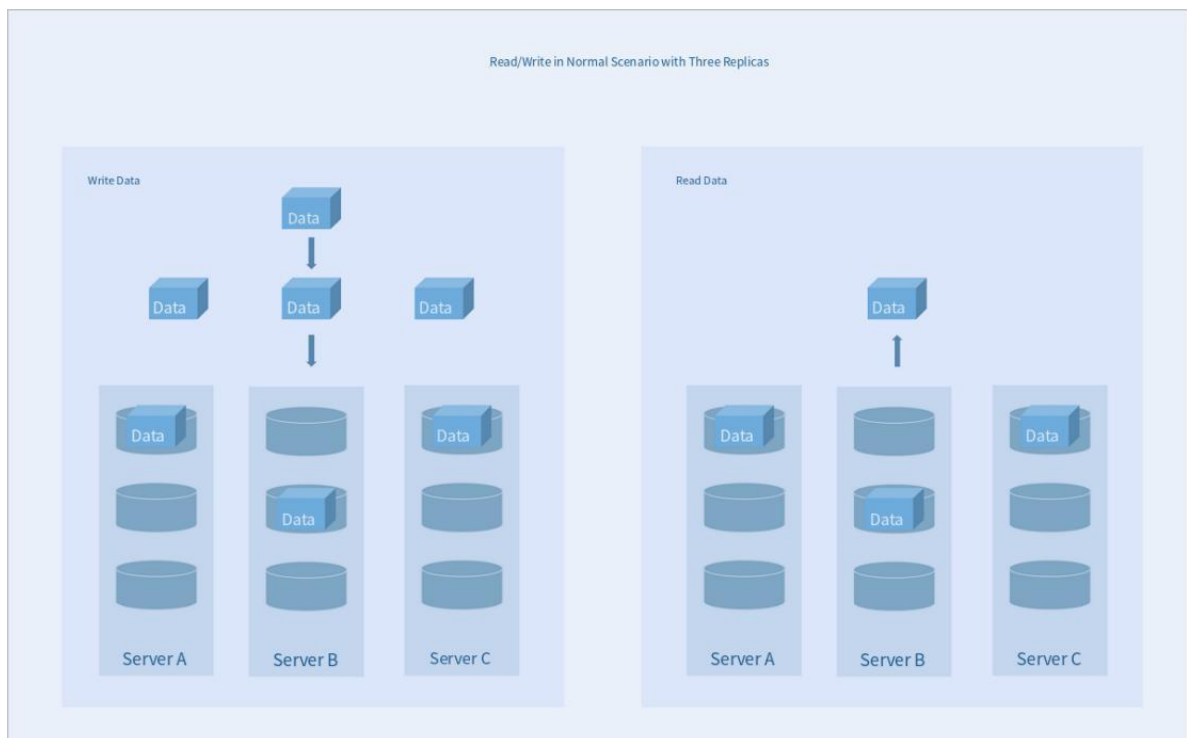 Read/Write in Normal Scenario with Three Replicas
Write Data
Data
Data
Data
Data
Data
Data
Data
Server A
Server B
Server C
Read Data
Data
Data
Data
Data
Server A
Server B
Server C